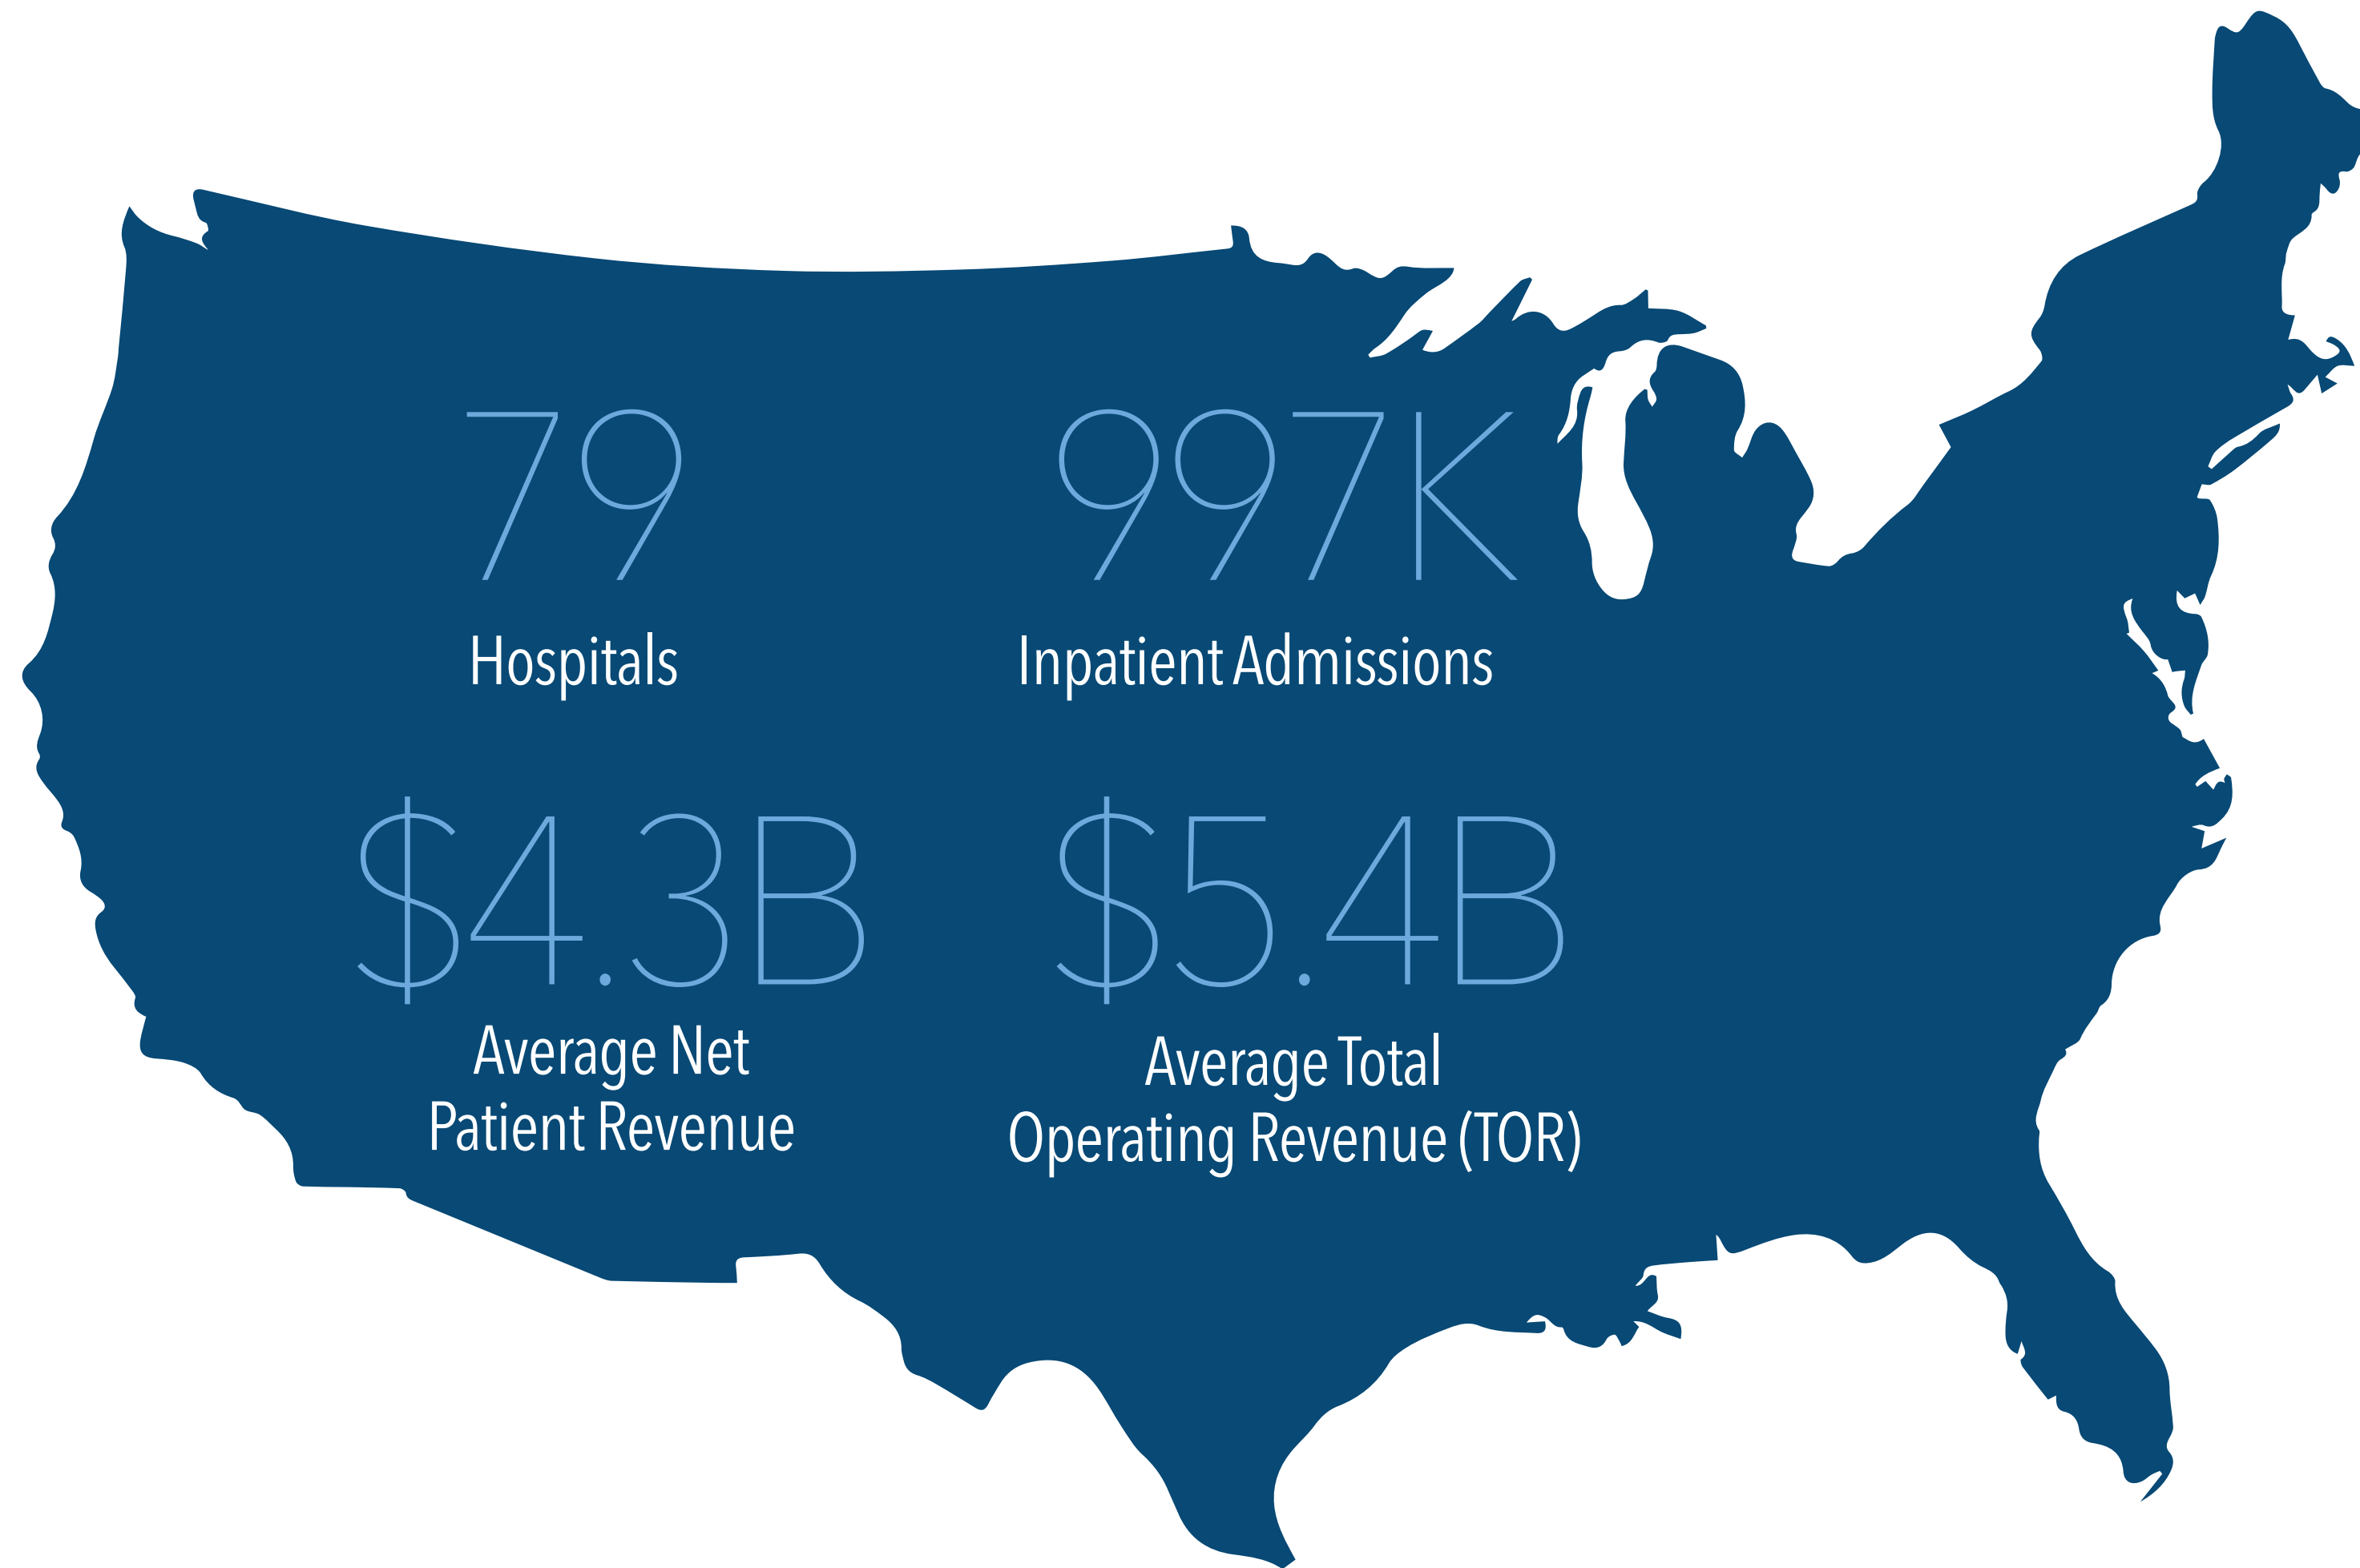 79
Hospitals
997K
Inpatient Admissions
$4.3B
Average Net
Patient Revenue
$5.4B
Average Total
Operating Revenue (TOR)